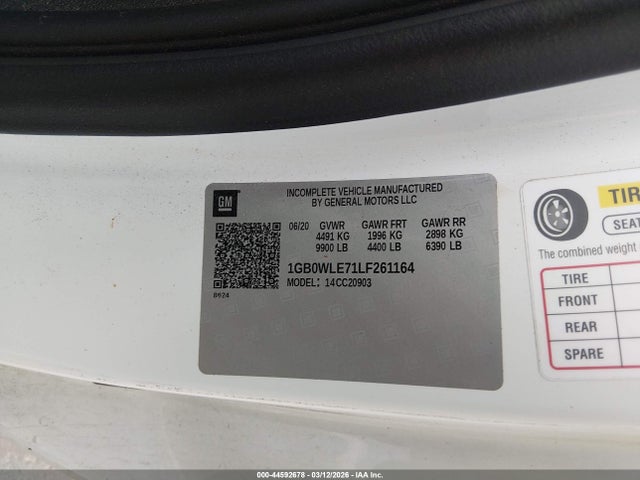 GM
INCOMPLETE VEHICLE MANUFACTURED
BY GENERAL MOTORS LLC
06/20 GVWR GAWR FRT GAWR RR
4491 KG 1996 KG 2898 KG
9900 LB 4400 LB 6390 LB
1GB0WLE71LF261164
MODEL: 14CC20903
TIR
SEAT
The combined weight
TIRE
FRONT
REAR
SPARE
000-44592678 - 03/12/2026 - IAA, Inc.